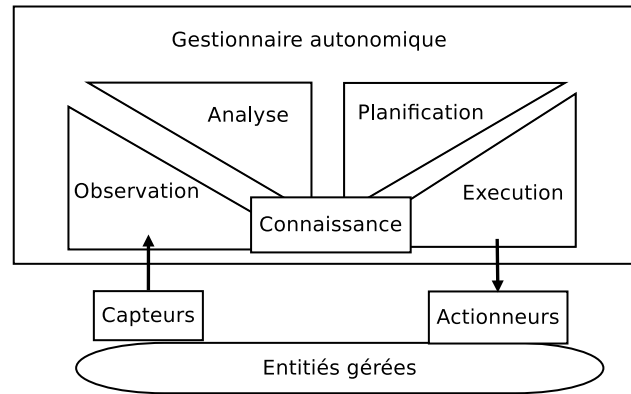 Gestionnaire autonomique
Analyse
Planification
Observation
Execution
Connaissance
Capteurs
Actionneurs
Entitiés gérées